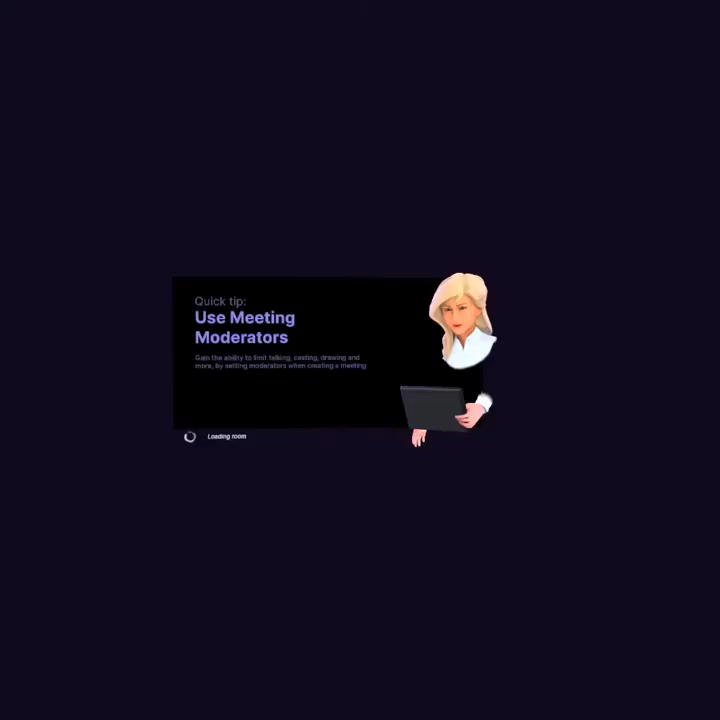 Quick tip:
Use Meeting
Moderators
Gain the ability to limit talking, casting, drawing and
more, by setting moderators when creating a meeting
Loading room